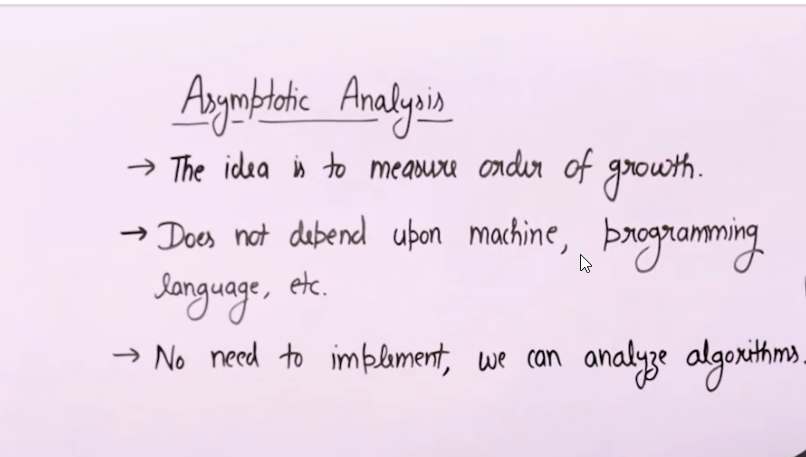 Asymptotic Analysis
→ The idea is to measure order of growth.
→ Does not depend upon machine, programming
language, etc.
→ No need to implement, we can analyze algorithms.